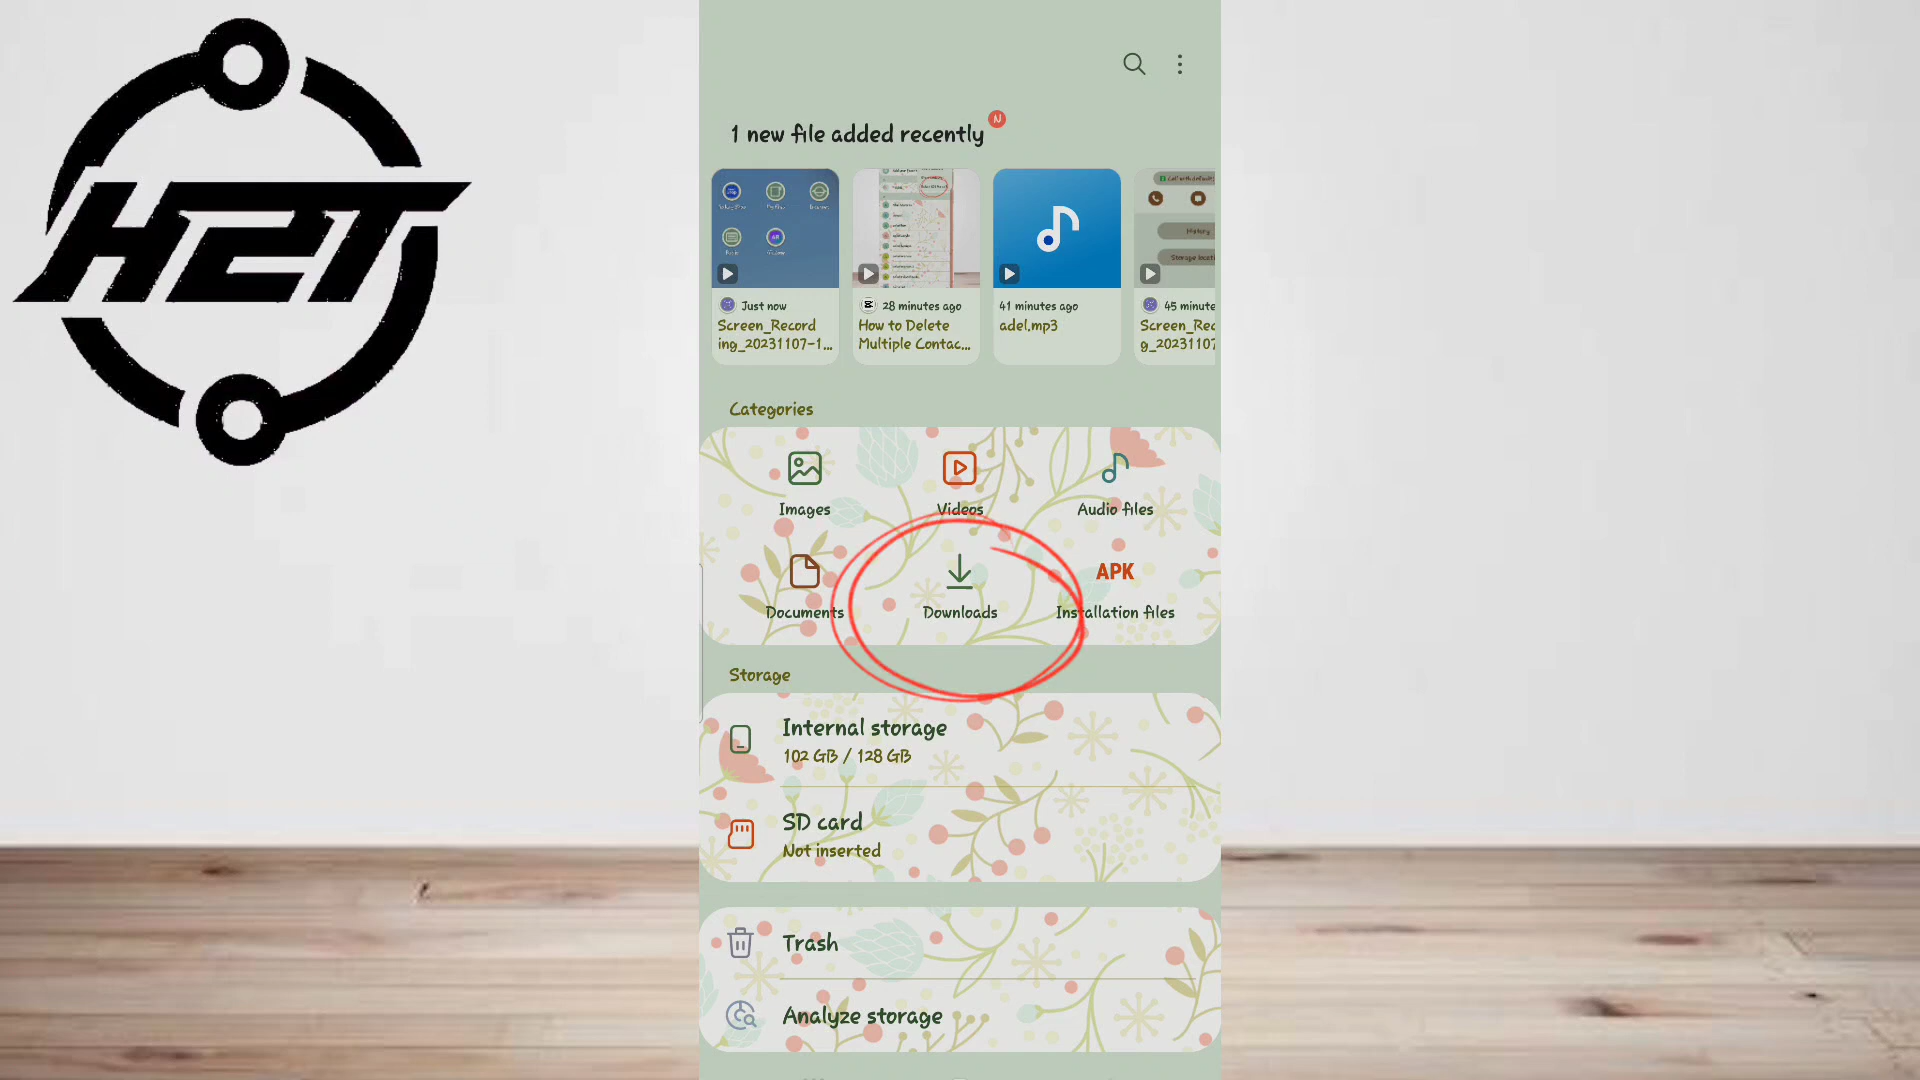 H2T
1 new file added recently
N
Just now
Screen_Record
ing_20231107-1...
28 minutes ago
How to Delete
Multiple Contac...
41 minutes ago
adel.mp3
History
45 minute
Screen_Rec
g_20231107
Categories
Images
Videos
Audio files
Documents
Downloads
APK
Installation files
Storage
Internal storage
102 GB / 128 GB
SD card
Not inserted
Trash
Analyze storage